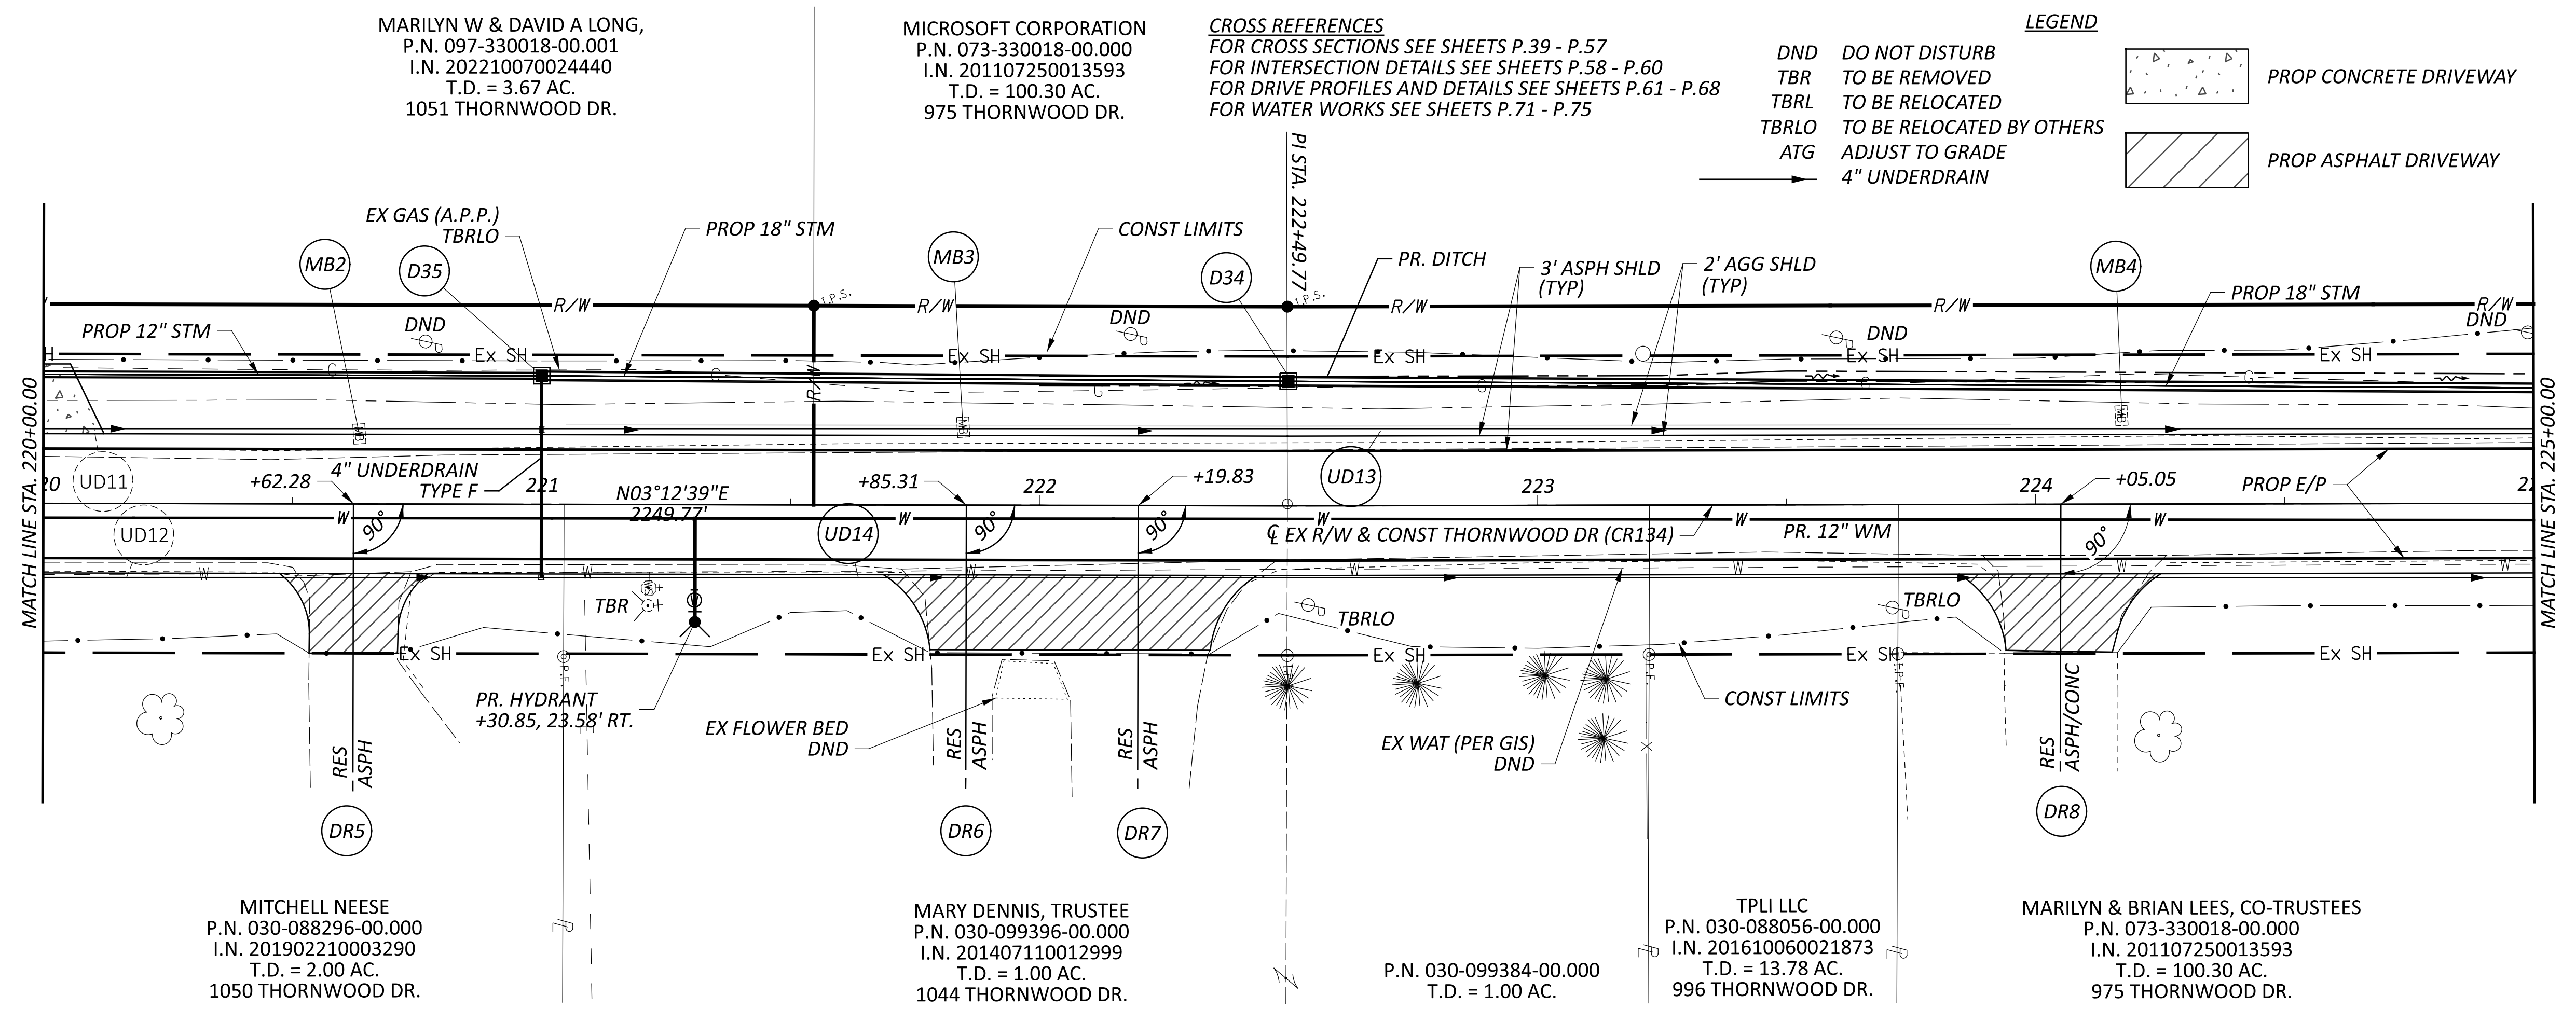 MARILYN W & DAVID A LONG,
P.N. 097-330018-00.001
I.N. 202210070024440
T.D. = 3.67 AC.
1051 THORNWOOD DR.
MICROSOFT CORPORATION
P.N. 073-330018-00.000
I.N. 201107250013593
T.D. = 100.30 AC.
975 THORNWOOD DR.
CROSS REFERENCES
FOR CROSS SECTIONS SEE SHEETS P.39 - P.57
FOR INTERSECTION DETAILS SEE SHEETS P.58 - P.60
FOR DRIVE PROFILES AND DETAILS SEE SHEETS P.61 - P.68
FOR WATER WORKS SEE SHEETS P.71 - P.75
LEGEND
DND DO NOT DISTURB
TBR TO BE REMOVED
TBRL TO BE RELOCATED
TBRLO TO BE RELOCATED BY OTHERS
ATG ADJUST TO GRADE
4" UNDERDRAIN
PROP CONCRETE DRIVEWAY
PROP ASPHALT DRIVEWAY
PI STA. 222+49.77
EX GAS (A.P.P.)
TBRLO
PROP 18" STM
CONST LIMITS
MB2
D35
MB3
D34
PR. DITCH
3' ASPH SHLD
(TYP)
2' AGG SHLD
(TYP)
MB4
PROP 18" STM
R/W
I.P.S.
R/W
I.P.S.
R/W
R/W
R/W
PROP 12" STM
DND
DND
DND
DND
H
Ex SH
Ex SH
Ex SH
Ex SH
Ex SH
G
G
G
G
G
G
R/W
MB
MB
MB
MATCH LINE STA. 220+00.00
MATCH LINE STA. 225+00.00
UD11
20
+62.28
4" UNDERDRAIN
TYPE F
221
N03°12'39"E
2249.77'
+85.31
222
+19.83
UD13
223
224
+05.05
PROP E/P
22
UD12
W
90°
UD14
W
90°
90°
W
℄ EX R/W & CONST THORNWOOD DR (CR134)
W
PR. 12" WM
90°
W
W
W
W
W
W
W
W
TBR
TBRLO
TBRLO
Ex SH
Ex SH
Ex SH
Ex SH
Ex SH
I.P.F.
I.P.F.
I.P.F.
PR. HYDRANT
+30.85, 23.58' RT.
EX FLOWER BED
DND
EX WAT (PER GIS)
DND
CONST LIMITS
RES
ASPH
RES
ASPH
RES
ASPH
RES
ASPH/CONC
DR5
DR6
DR7
DR8
MITCHELL NEESE
P.N. 030-088296-00.000
I.N. 201902210003290
T.D. = 2.00 AC.
1050 THORNWOOD DR.
MARY DENNIS, TRUSTEE
P.N. 030-099396-00.000
I.N. 201407110012999
T.D. = 1.00 AC.
1044 THORNWOOD DR.
P.N. 030-099384-00.000
T.D. = 1.00 AC.
TPLI LLC
P.N. 030-088056-00.000
I.N. 201610060021873
T.D. = 13.78 AC.
996 THORNWOOD DR.
MARILYN & BRIAN LEES, CO-TRUSTEES
P.N. 073-330018-00.000
I.N. 201107250013593
T.D. = 100.30 AC.
975 THORNWOOD DR.